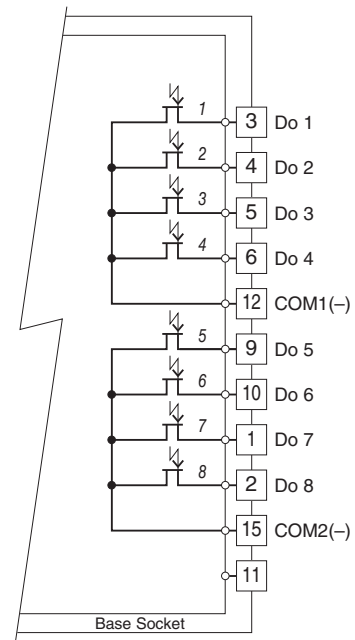 1 3 Do 1
2 4 Do 2
3 5 Do 3
4 6 Do 4
12 COM1(–)
5 9 Do 5
6 10 Do 6
7 1 Do 7
8 2 Do 8
15 COM2(–)
11
Base Socket